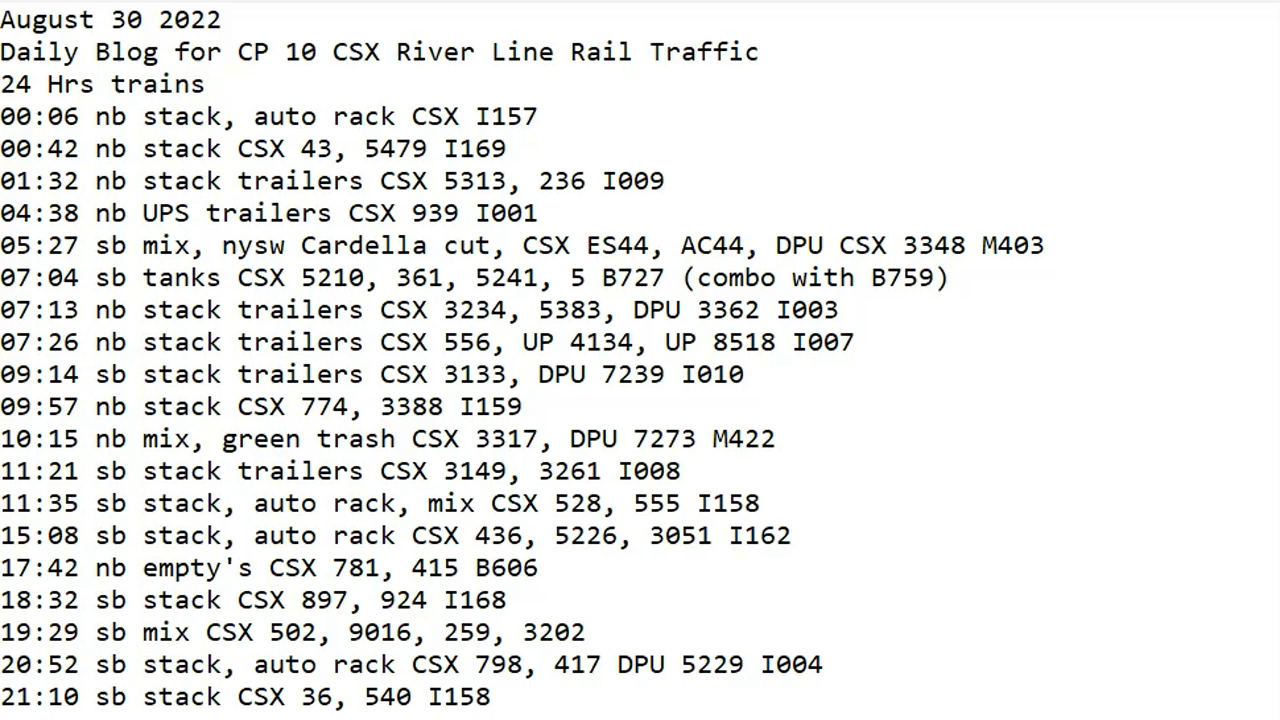 August 30 2022
Daily Blog for CP 10 CSX River Line Rail Traffic
24 Hrs trains
00:06 nb stack, auto rack CSX I157
00:42 nb stack CSX 43, 5479 I169
01:32 nb stack trailers CSX 5313, 236 I009
04:38 nb UPS trailers CSX 939 I001
05:27 sb mix, nysw Cardella cut, CSX ES44, AC44, DPU CSX 3348 M403
07:04 sb tanks CSX 5210, 361, 5241, 5 B727 (combo with B759)
07:13 nb stack trailers CSX 3234, 5383, DPU 3362 I003
07:26 nb stack trailers CSX 556, UP 4134, UP 8518 I007
09:14 sb stack trailers CSX 3133, DPU 7239 I010
09:57 nb stack CSX 774, 3388 I159
10:15 nb mix, green trash CSX 3317, DPU 7273 M422
11:21 sb stack trailers CSX 3149, 3261 I008
11:35 sb stack, auto rack, mix CSX 528, 555 I158
15:08 sb stack, auto rack CSX 436, 5226, 3051 I162
17:42 nb empty's CSX 781, 415 B606
18:32 sb stack CSX 897, 924 I168
19:29 sb mix CSX 502, 9016, 259, 3202
20:52 sb stack, auto rack CSX 798, 417 DPU 5229 I004
21:10 sb stack CSX 36, 540 I158